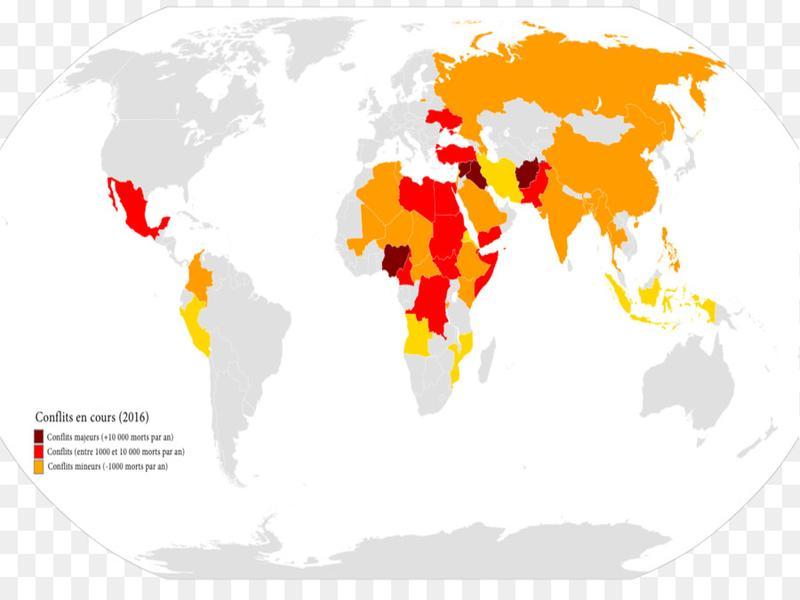 Conflits en cours (2016)
Conflits majeurs (+10 000 morts par an)
Conflits (entre 1000 et 10 000 morts par an)
Conflits mineurs (-1000 morts par an)